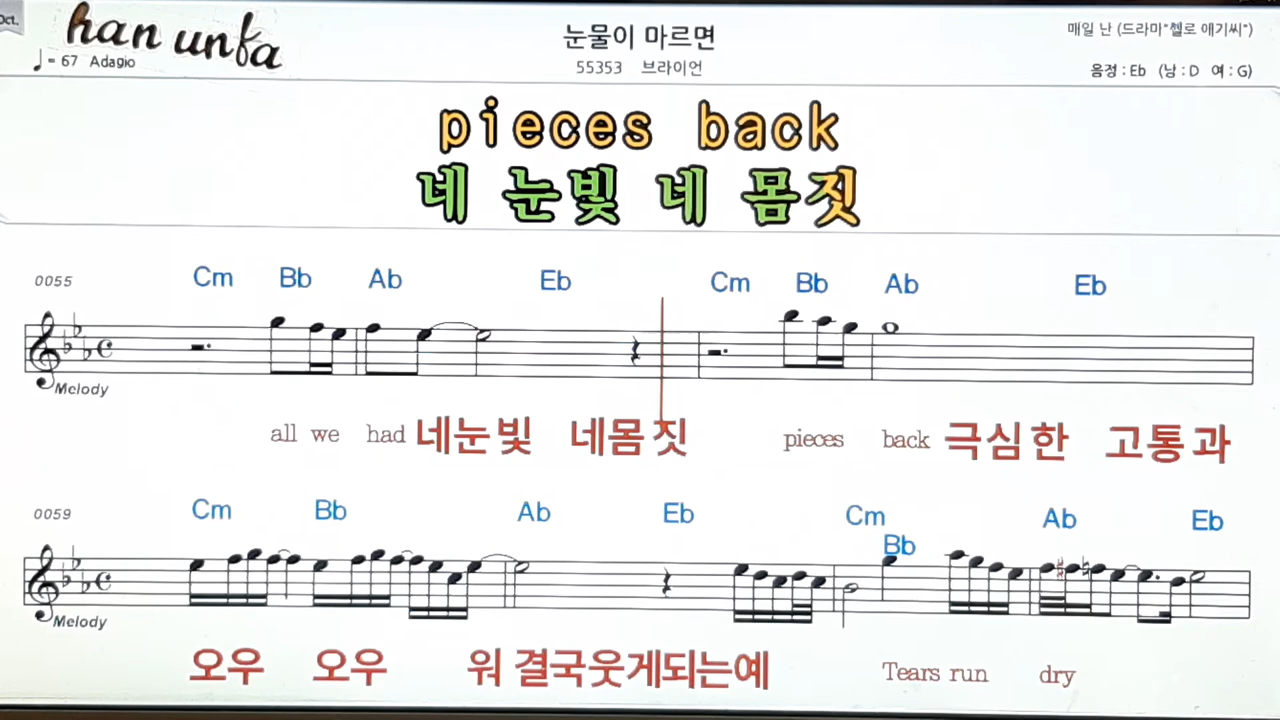 Oct.
han unfa
♩= 67 Adagio
눈물이 마르면
55353 브라이언
매일 난 (드라마"첼로 애기씨")
음정 : Eb (남 : D 여 : G)
pieces back
네 눈빛 네 몸짓
0055
Cm Bb Ab Eb Cm Bb Ab Eb
Melody
all we had 네눈빛 네몸짓 pieces back 극심한 고통과
0059
Cm Bb Ab Eb Cm Bb Ab Eb
Melody
오우 오우 워 결국웃게되는예 Tears run dry